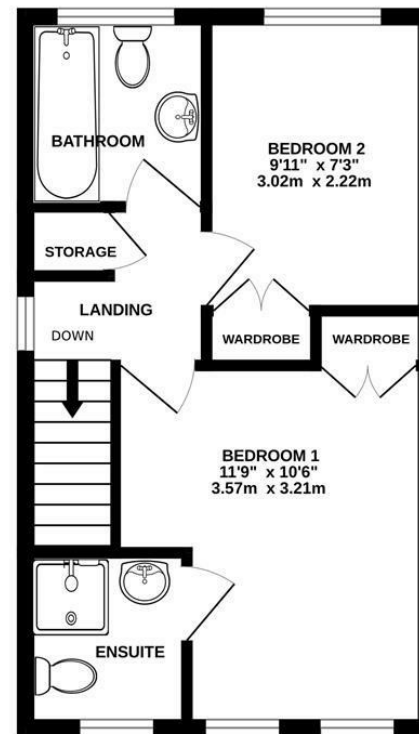 BATHROOM
BEDROOM 2
9'11" x 7'3"
3.02m x 2.22m
STORAGE
LANDING
DOWN
WARDROBE
WARDROBE
BEDROOM 1
11'9" x 10'6"
3.57m x 3.21m
ENSUITE